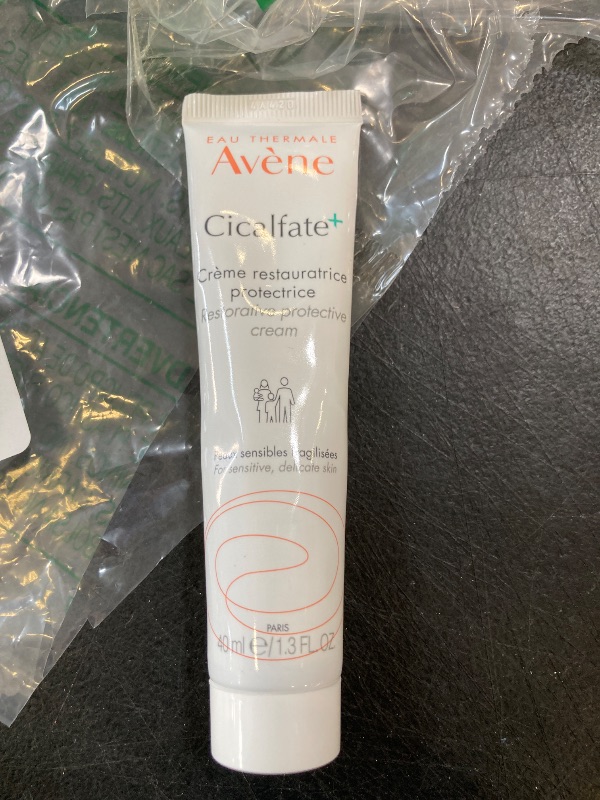 EAU THERMALE
Avène
Cicalfate+
Crème restauratrice
protectrice
Restorative protective
cream
Peaux sensibles fragilisées
For sensitive, delicate skin
PARIS
40 ml e/1.3 FL. OZ